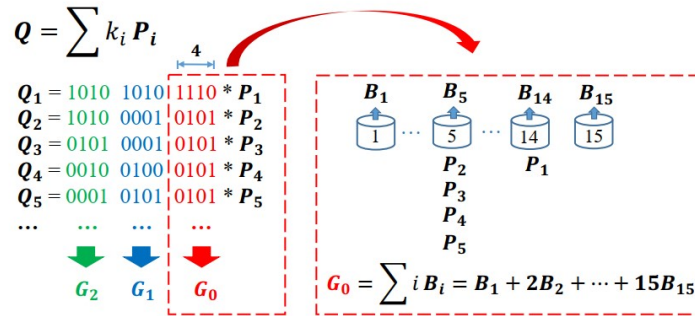 Q = ∑ kᵢ Pᵢ
4
Q₁ = 1010 1010 1110 * P₁
Q₂ = 1010 0001 0101 * P₂
Q₃ = 0101 0001 0101 * P₃
Q₄ = 0010 0100 0101 * P₄
Q₅ = 0001 0101 0101 * P₅
... ... ... ...
G₂ G₁ G₀
B₁ B₅ B₁₄ B₁₅
1 ... 5 ... 14 15
P₂ P₁
P₃
P₄
P₅
G₀ = ∑ i Bᵢ = B₁ + 2B₂ + ⋯ + 15B₁₅